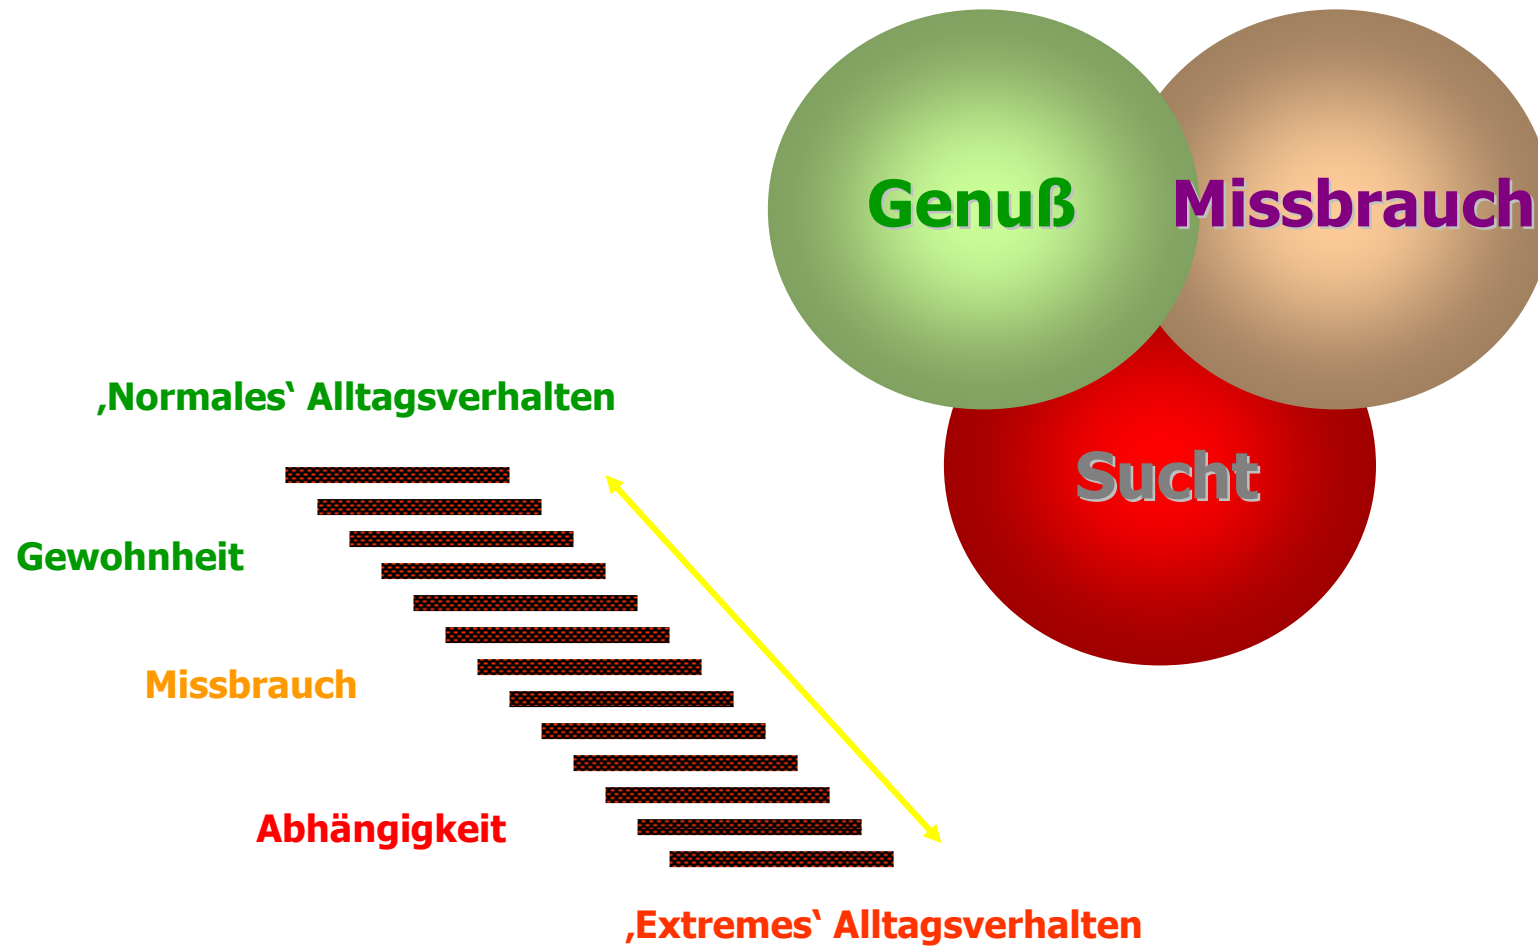 Genuß
Missbrauch
‚Normales‘ Alltagsverhalten
Sucht
Gewohnheit
Missbrauch
Abhängigkeit
‚Extremes‘ Alltagsverhalten